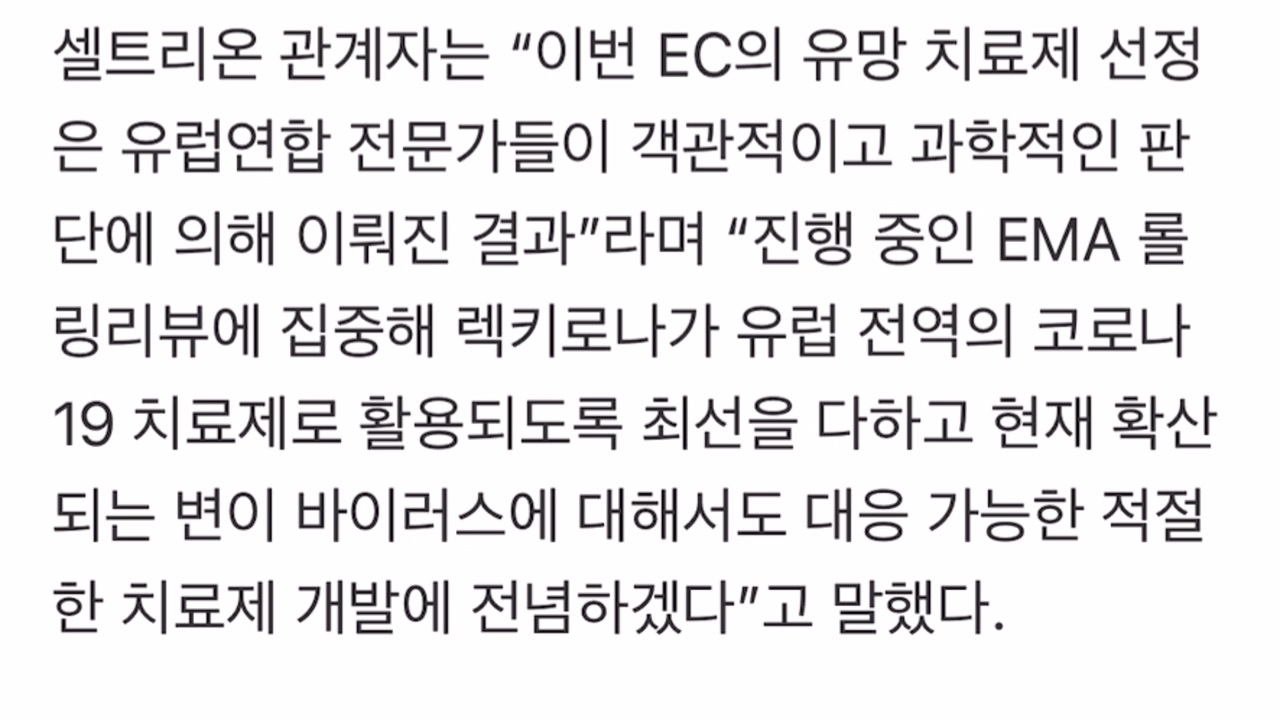 셀트리온 관계자는 “이번 EC의 유망 치료제 선정
은 유럽연합 전문가들이 객관적이고 과학적인 판
단에 의해 이뤄진 결과”라며 “진행 중인 EMA 롤
링리뷰에 집중해 렉키로나가 유럽 전역의 코로나
19 치료제로 활용되도록 최선을 다하고 현재 확산
되는 변이 바이러스에 대해서도 대응 가능한 적절
한 치료제 개발에 전념하겠다”고 말했다.